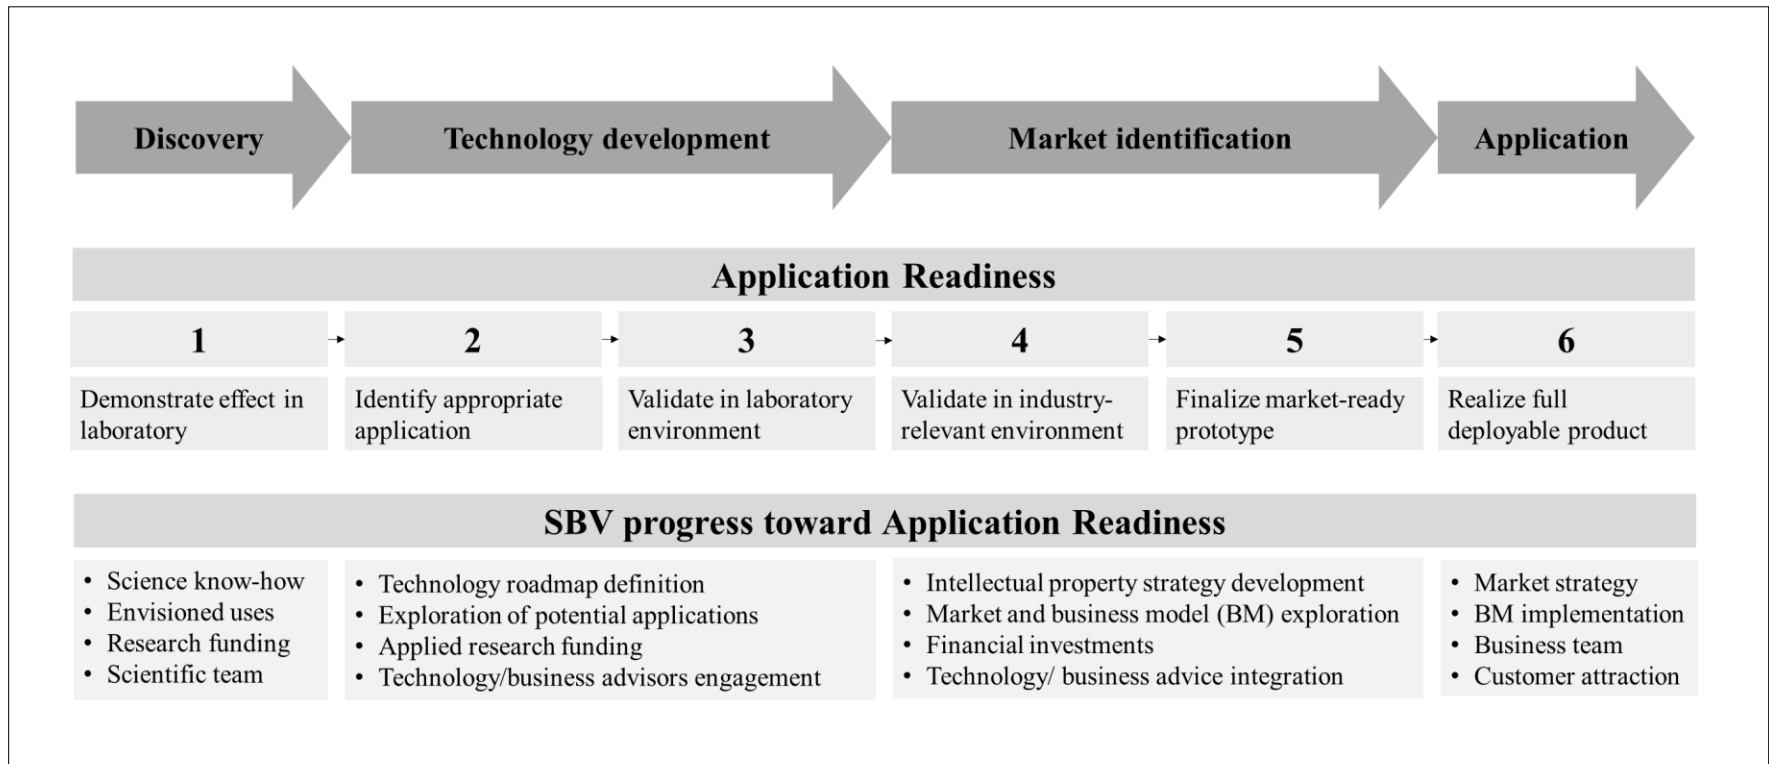 Discovery
Technology development
Market identification
Application
Application Readiness
1
2
3
4
5
6
Demonstrate effect in
laboratory
Identify appropriate
application
Validate in laboratory
environment
Validate in industry-
relevant environment
Finalize market-ready
prototype
Realize full
deployable product
SBV progress toward Application Readiness
• Science know-how
• Envisioned uses
• Research funding
• Scientific team
• Technology roadmap definition
• Exploration of potential applications
• Applied research funding
• Technology/business advisors engagement
• Intellectual property strategy development
• Market and business model (BM) exploration
• Financial investments
• Technology/ business advice integration
• Market strategy
• BM implementation
• Business team
• Customer attraction